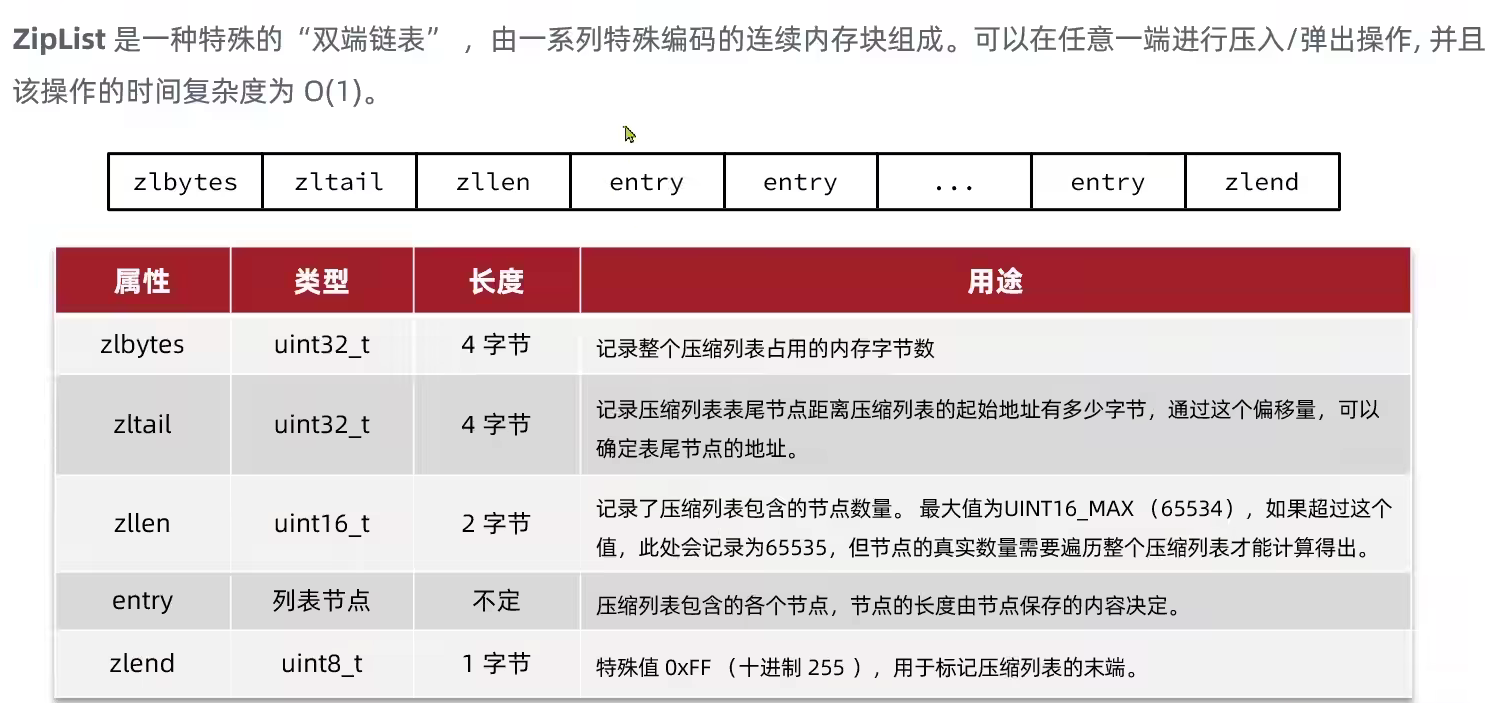 ZipList 是一种特殊的“双端链表” ，由一系列特殊编码的连续内存块组成。可以在任意一端进行压入/弹出操作, 并且
该操作的时间复杂度为 O(1)。
zlbytes zltail zllen entry entry ... entry zlend
属性 类型 长度 用途
zlbytes uint32_t 4 字节 记录整个压缩列表占用的内存字节数
zltail uint32_t 4 字节 记录压缩列表表尾节点距离压缩列表的起始地址有多少字节，通过这个偏移量，可以
确定表尾节点的地址。
zllen uint16_t 2 字节 记录了压缩列表包含的节点数量。 最大值为UINT16_MAX （65534），如果超过这个
值，此处会记录为65535，但节点的真实数量需要遍历整个压缩列表才能计算得出。
entry 列表节点 不定 压缩列表包含的各个节点，节点的长度由节点保存的内容决定。
zlend uint8_t 1 字节 特殊值 0xFF （十进制 255 ），用于标记压缩列表的末端。